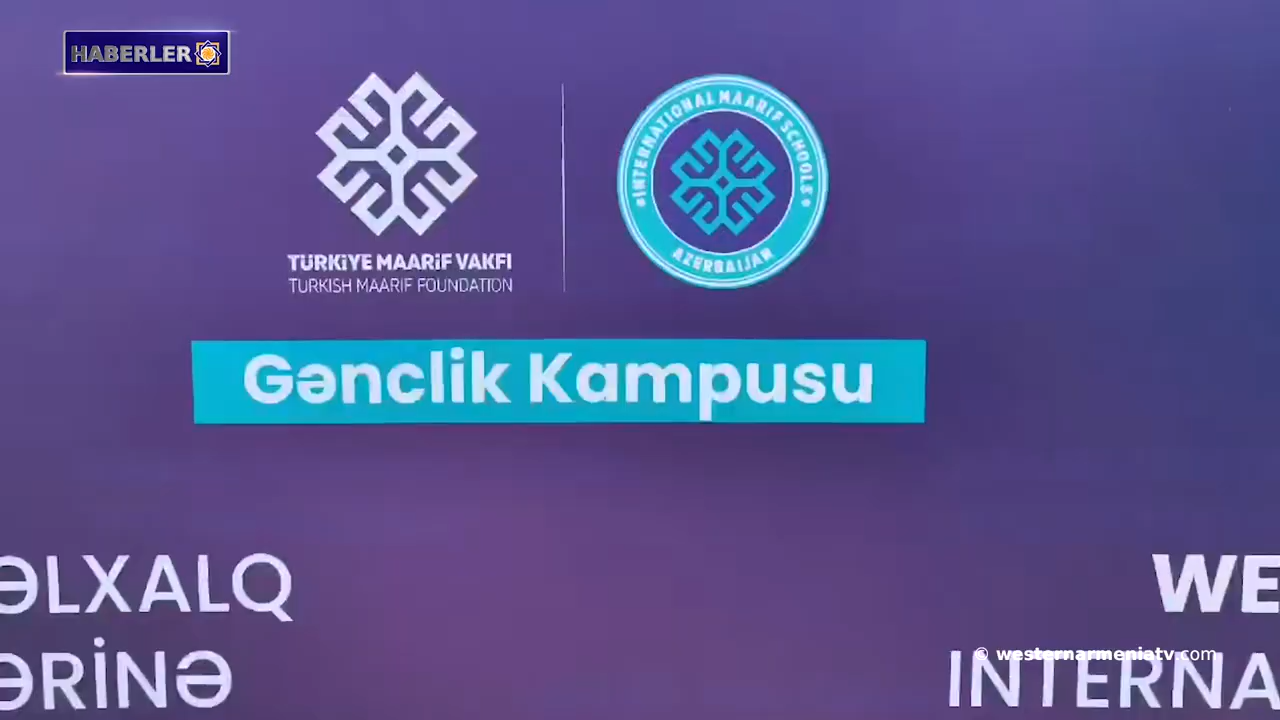 HABERLER
INTERNATIONAL MAARIF SCHOOLS
AZERBAIJAN
TÜRKİYE MAARİF VAKFI
TURKISH MAARIF FOUNDATION
Gənclik Kampusu
ƏLXALQ
WE
ƏRİNƏ
INTERNA
© westernarmeniatv.com